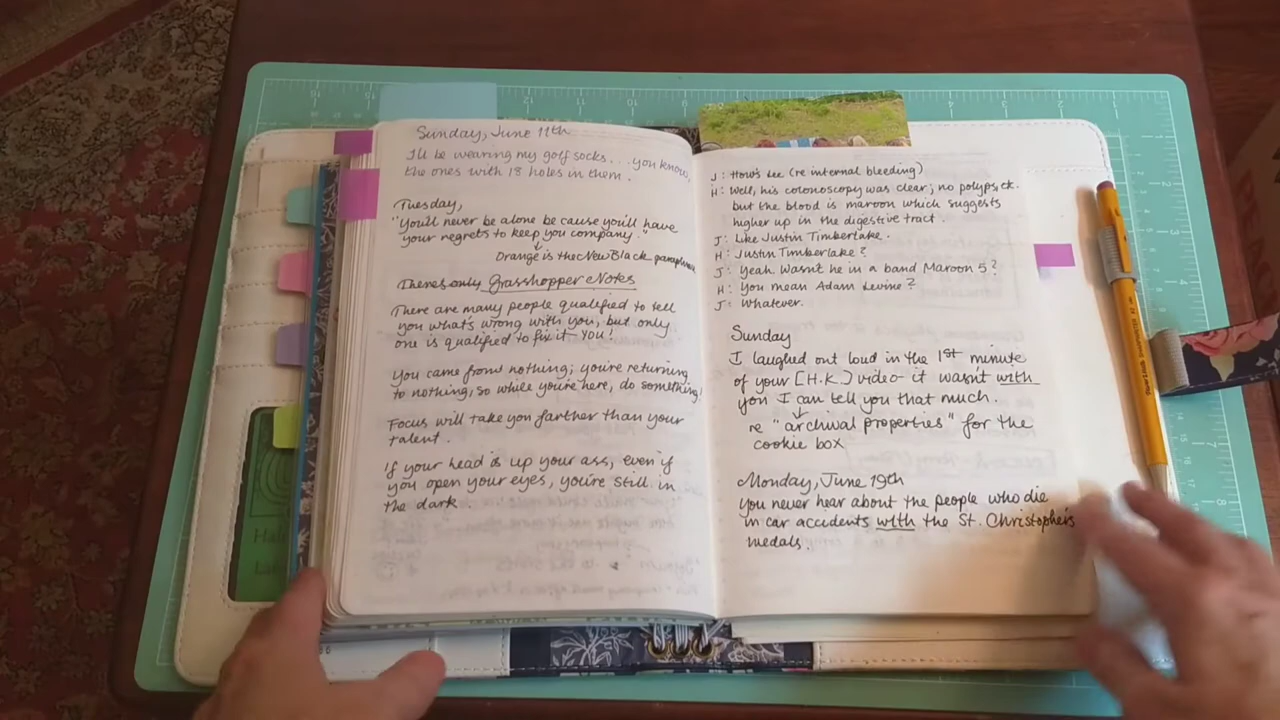 Sunday, June 11th
I'll be wearing my golf socks... you know,
the ones with 18 holes in them.
Tuesday,
"You'll never be alone be cause you'll have
your regrets to keep you company."
Orange is the New Black paraphrase
Theres only Grasshopper eNotes
There are many people qualified to tell
you what's wrong with you, but only
one is qualified to fix it - you!
You came from nothing; you're returning
to nothing, so while you're here, do something!
Focus will take you farther than your
talent.
If your head is up your ass, even if
you open your eyes, you're still in
the dark.
J: How's Lee (re internal bleeding)
H: Well, his colonoscopy was clear; no polyps, ok.
but the blood is maroon which suggests
higher up in the digestive tract.
J: Like Justin Timberlake.
H: Justin Timberlake?
J: Yeah. Wasn't he in a band Maroon 5?
H: You mean Adam Levine?
J: Whatever.
Sunday
I laughed out loud in the 1st minute
of your [H.K.] video - it wasn't with
you I can tell you that much.
re "archival properties" for the
cookie box
Monday, June 19th
You never hear about the people who die
in car accidents with the St. Christopher's
medals.